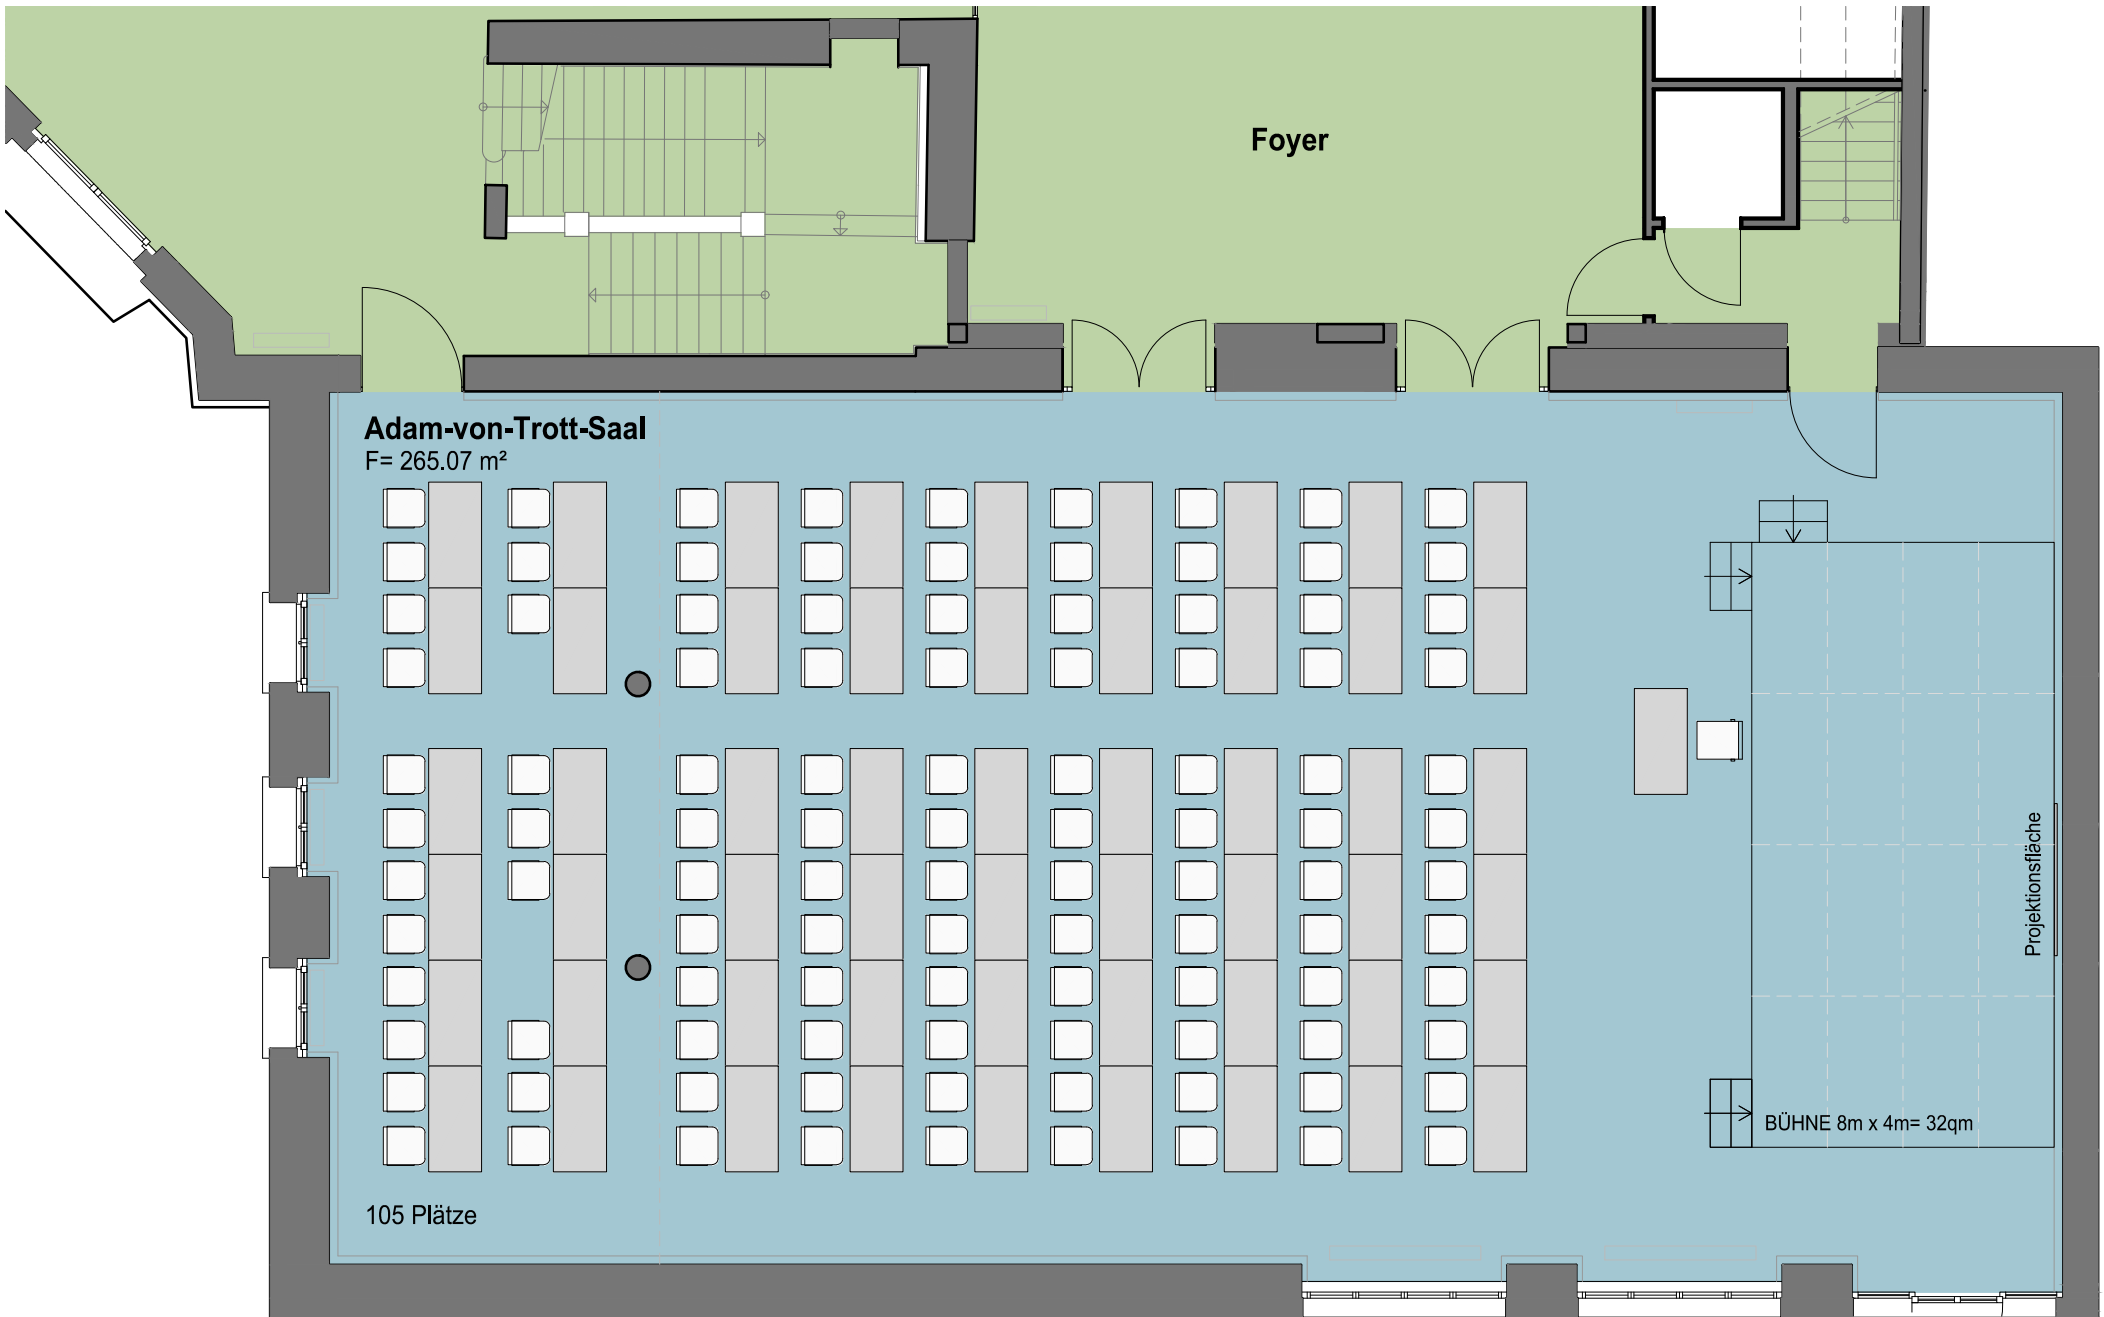 Foyer
Adam-von-Trott-Saal
F= 265.07 m²
Projektionsfläche
BÜHNE 8m x 4m= 32qm
105 Plätze